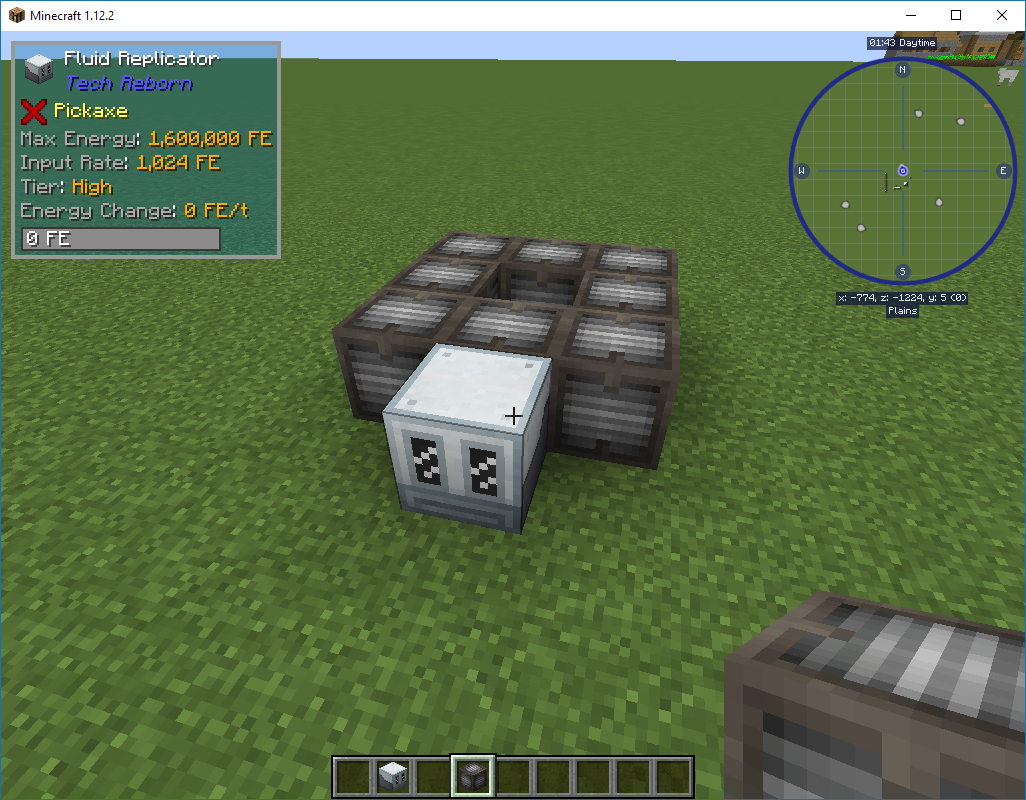 Minecraft 1.12.2
Fluid Replicator
Tech Reborn
Pickaxe
Max Energy: 1,600,000 FE
Input Rate: 1,024 FE
Tier: High
Energy Change: 0 FE/t
0 FE
01:43 Daytime
N
W
E
S
x: -774, z: -1224, y: 5 (0)
Plains